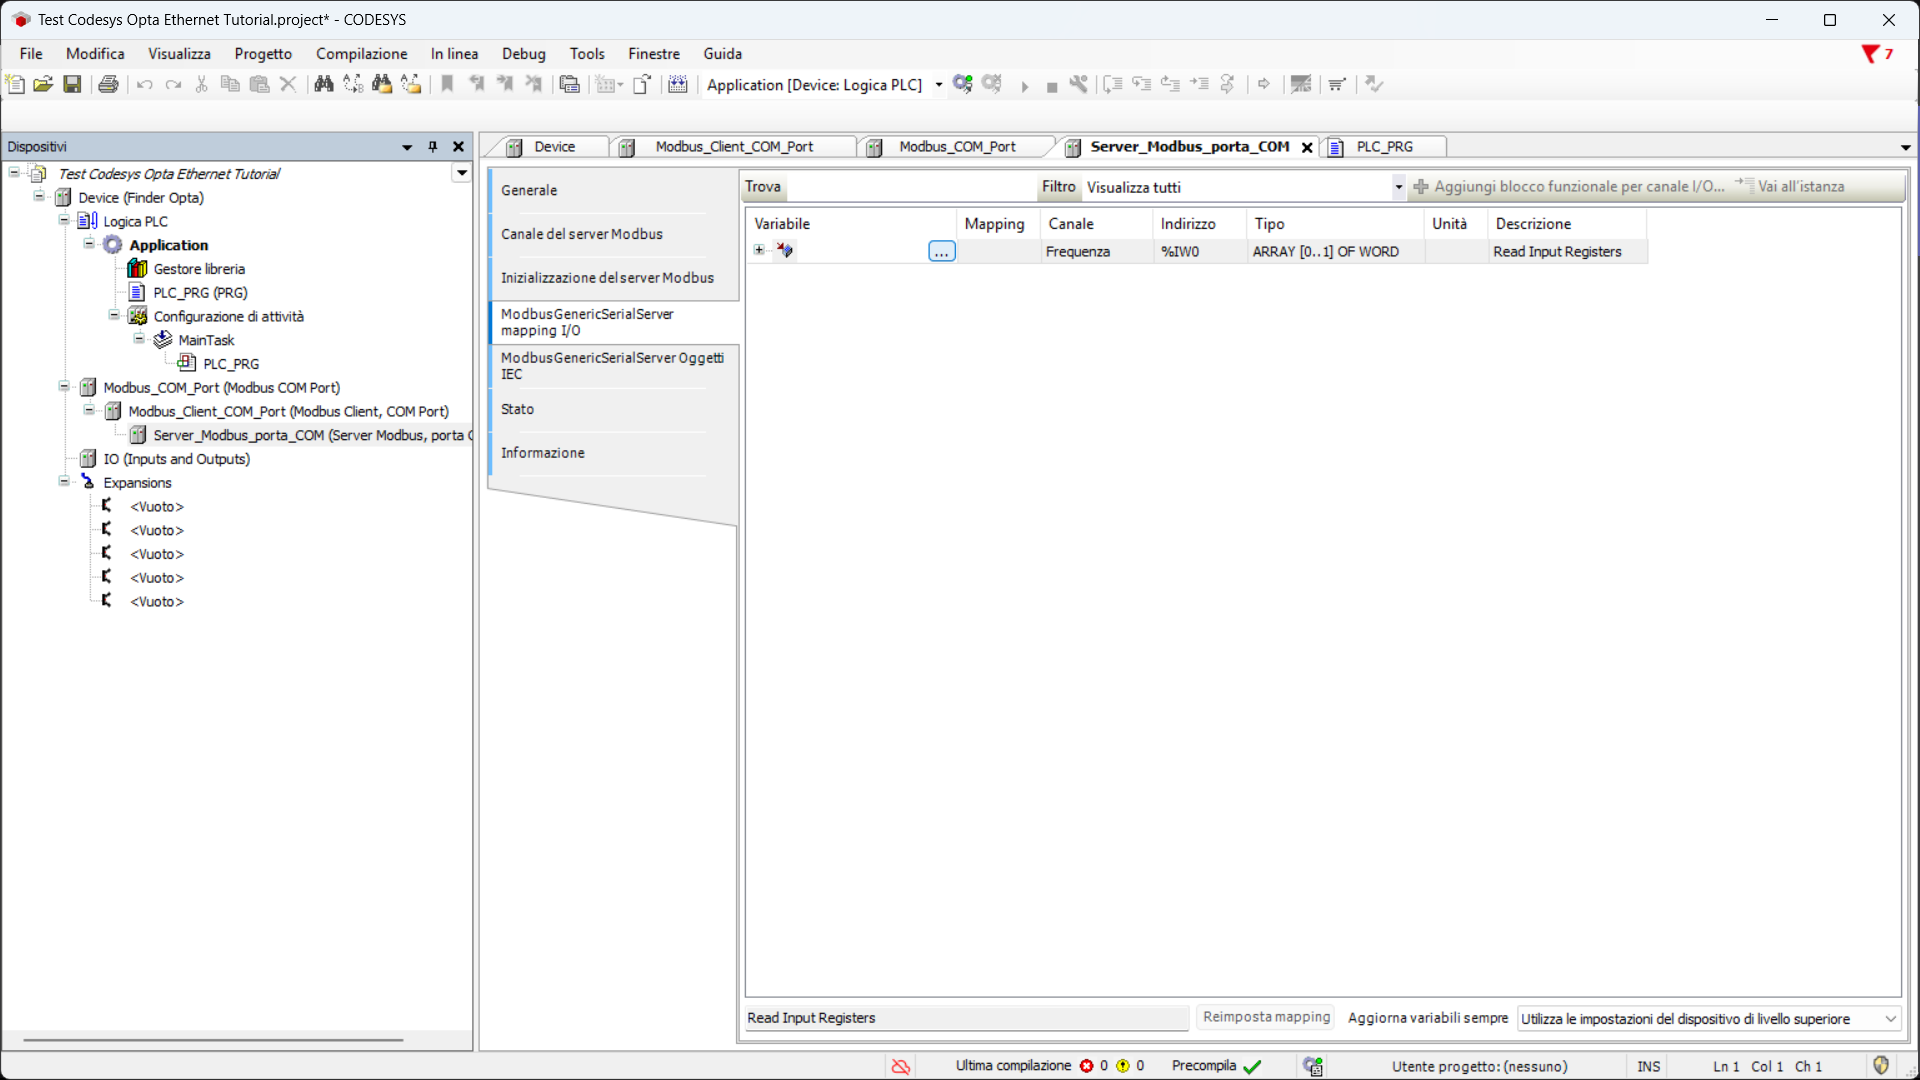 Test Codesys Opta Ethernet Tutorial.project* - CODESYS
File Modifica Visualizza Progetto Compilazione In linea Debug Tools Finestre Guida
7
Application [Device: Logica PLC]
Dispositivi
Test Codesys Opta Ethernet Tutorial
Device (Finder Opta)
Logica PLC
Application
Gestore libreria
PLC_PRG (PRG)
Configurazione di attività
MainTask
PLC_PRG
Modbus_COM_Port (Modbus COM Port)
Modbus_Client_COM_Port (Modbus Client, COM Port)
Server_Modbus_porta_COM (Server Modbus, porta C
IO (Inputs and Outputs)
Expansions
<Vuoto>
<Vuoto>
<Vuoto>
<Vuoto>
<Vuoto>
Device Modbus_Client_COM_Port Modbus_COM_Port Server_Modbus_porta_COM PLC_PRG
Generale
Canale del server Modbus
Inizializzazione del server Modbus
ModbusGenericSerialServer
mapping I/O
ModbusGenericSerialServer Oggetti
IEC
Stato
Informazione
Trova Filtro Visualizza tutti Aggiungi blocco funzionale per canale I/O... Vai all'istanza
Variabile Mapping Canale Indirizzo Tipo Unità Descrizione
... Frequenza %IW0 ARRAY [0..1] OF WORD Read Input Registers
Read Input Registers Reimposta mapping Aggiorna variabili sempre Utilizza le impostazioni del dispositivo di livello superiore
Ultima compilazione 0 0 Precompila Utente progetto: (nessuno) INS Ln 1 Col 1 Ch 1